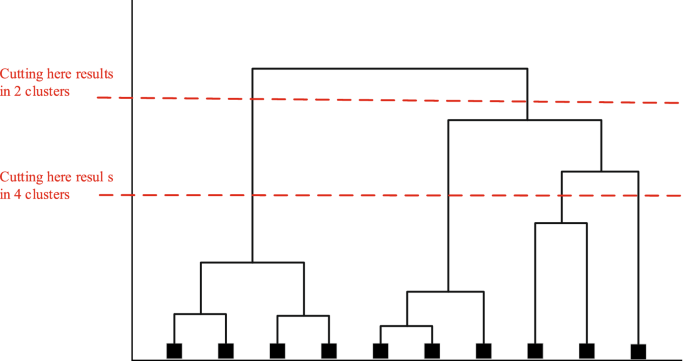 Cutting here results
in 2 clusters
Cutting here resul s
in 4 clusters